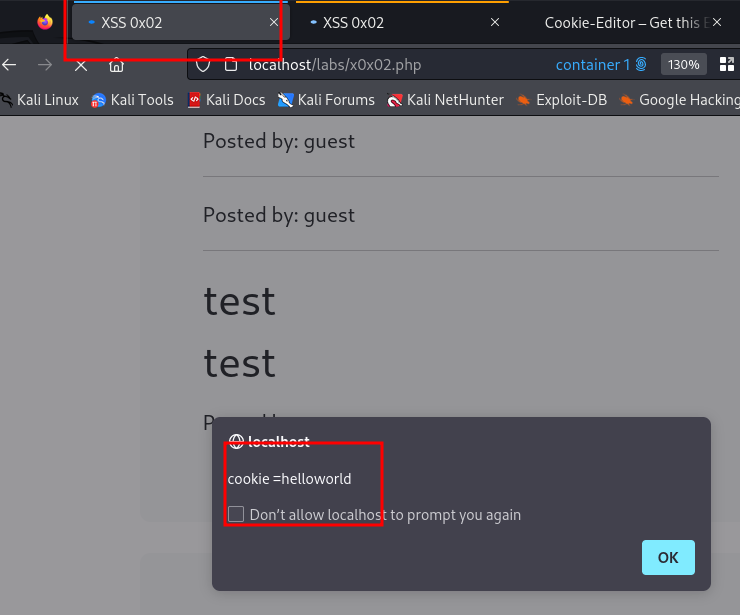 XSS 0x02
XSS 0x02
Cookie-Editor – Get this
localhost/labs/x0x02.php
container 1
130%
Kali Linux
Kali Tools
Kali Docs
Kali Forums
Kali NetHunter
Exploit-DB
Google Hacking
Posted by: guest
Posted by: guest
test
test
localhost
cookie =helloworld
Don't allow localhost to prompt you again
OK